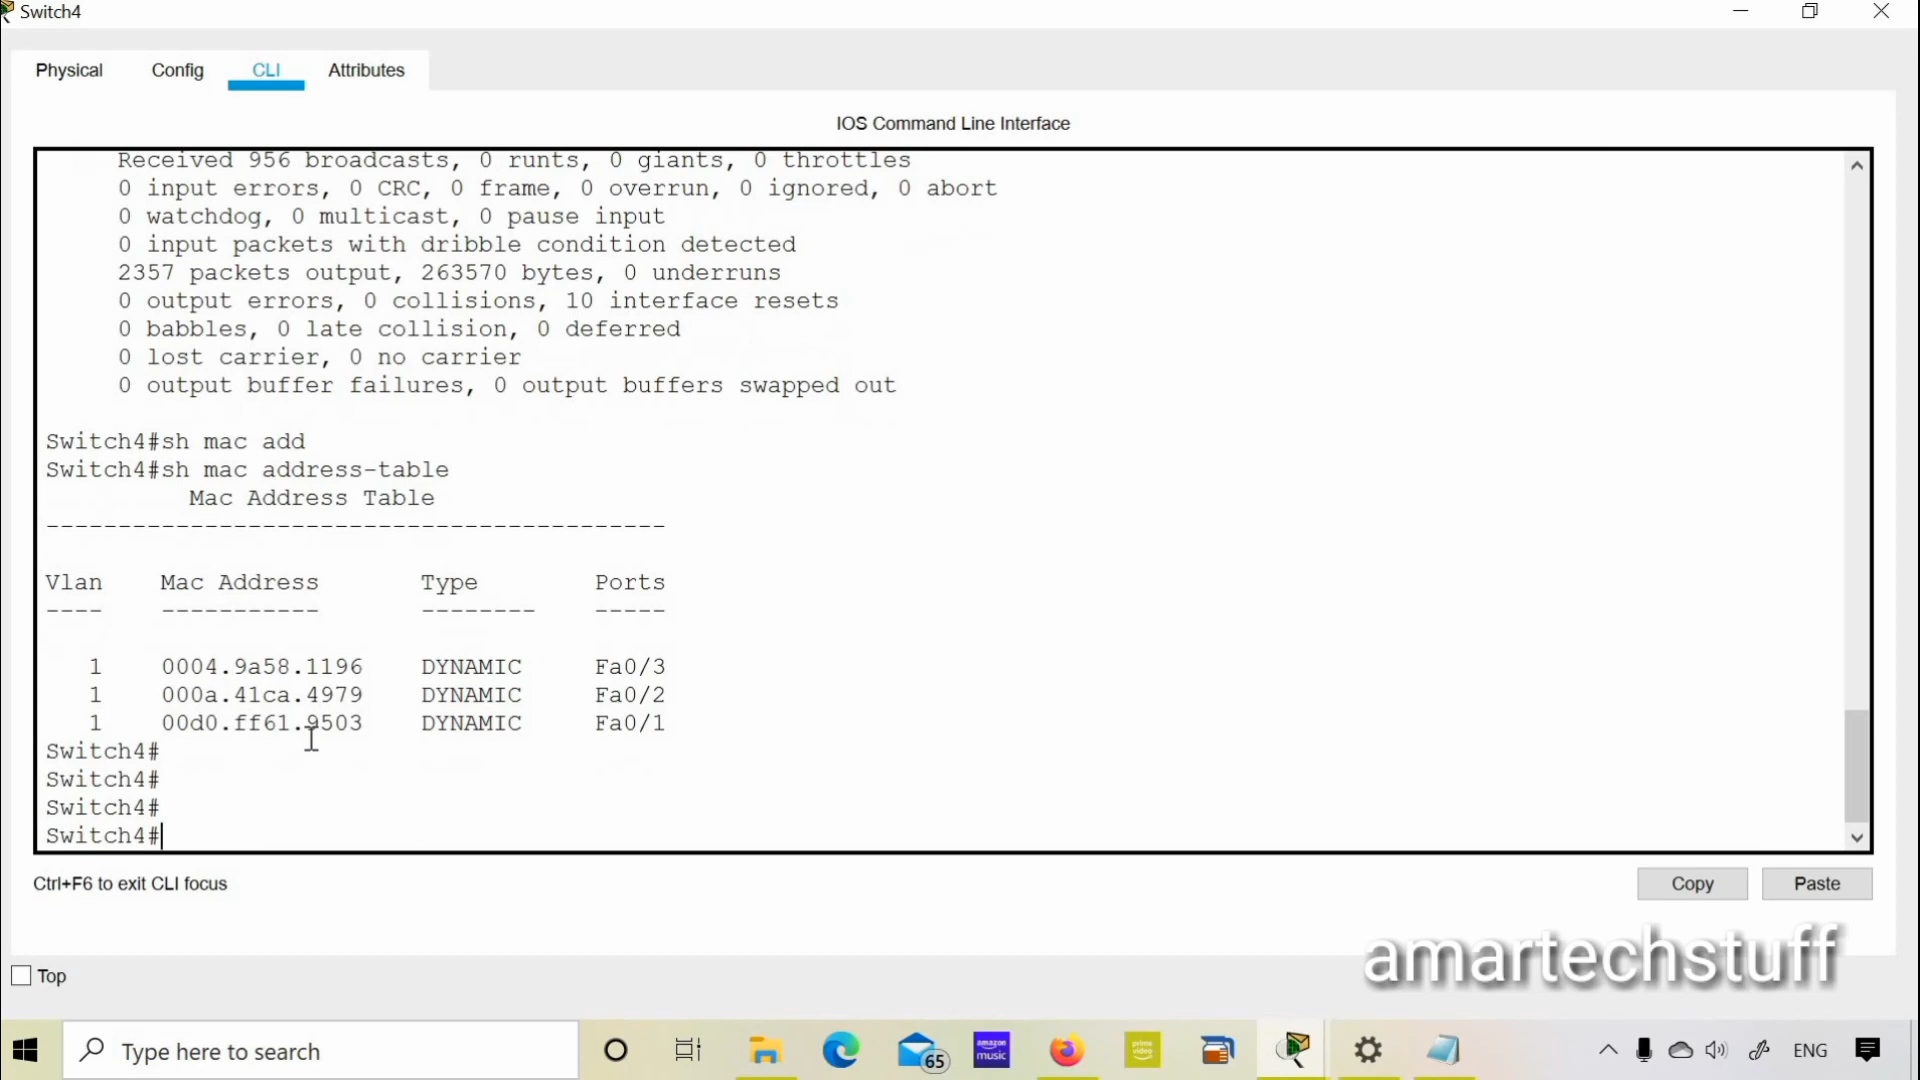 Switch4
Physical Config CLI Attributes
IOS Command Line Interface
Received 956 broadcasts, 0 runts, 0 giants, 0 throttles
0 input errors, 0 CRC, 0 frame, 0 overrun, 0 ignored, 0 abort
0 watchdog, 0 multicast, 0 pause input
0 input packets with dribble condition detected
2357 packets output, 263570 bytes, 0 underruns
0 output errors, 0 collisions, 10 interface resets
0 babbles, 0 late collision, 0 deferred
0 lost carrier, 0 no carrier
0 output buffer failures, 0 output buffers swapped out
Switch4#sh mac add
Switch4#sh mac address-table
Mac Address Table
-------------------------------------------
Vlan Mac Address Type Ports
---- ----------- -------- -----
1 0004.9a58.1196 DYNAMIC Fa0/3
1 000a.41ca.4979 DYNAMIC Fa0/2
1 00d0.ff61.9503 DYNAMIC Fa0/1
Switch4#
Switch4#
Switch4#
Switch4#
Ctrl+F6 to exit CLI focus
Copy Paste
amartechstuff
Top
Type here to search
65
amazon music
prime video
ENG